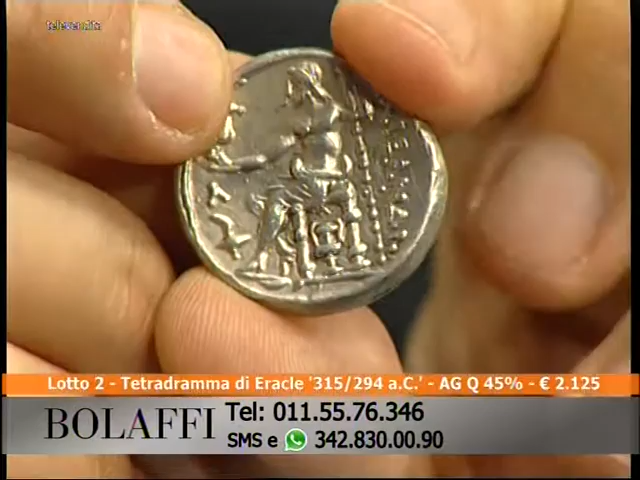 televendita
Lotto 2 - Tetradramma di Eracle '315/294 a.C.' - AG Q 45% - € 2.125
BOLAFFI
Tel: 011.55.76.346
SMS e 342.830.00.90